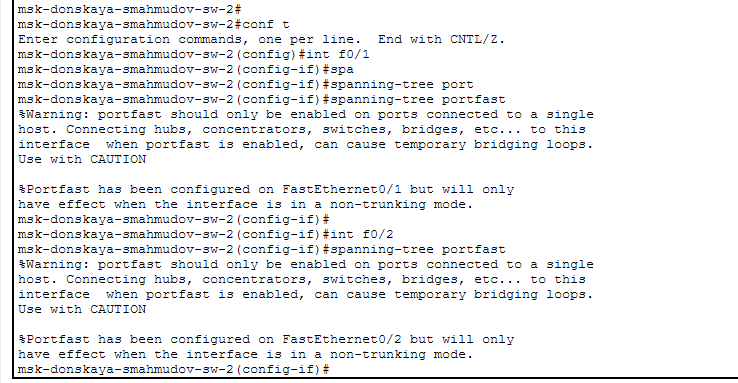 msk-donskaya-smahmudov-sw-2#
msk-donskaya-smahmudov-sw-2#conf t
Enter configuration commands, one per line.  End with CNTL/Z.
msk-donskaya-smahmudov-sw-2(config)#int f0/1
msk-donskaya-smahmudov-sw-2(config-if)#spa
msk-donskaya-smahmudov-sw-2(config-if)#spanning-tree port
msk-donskaya-smahmudov-sw-2(config-if)#spanning-tree portfast
%Warning: portfast should only be enabled on ports connected to a single
host. Connecting hubs, concentrators, switches, bridges, etc... to this
interface  when portfast is enabled, can cause temporary bridging loops.
Use with CAUTION

%Portfast has been configured on FastEthernet0/1 but will only
have effect when the interface is in a non-trunking mode.
msk-donskaya-smahmudov-sw-2(config-if)#
msk-donskaya-smahmudov-sw-2(config-if)#int f0/2
msk-donskaya-smahmudov-sw-2(config-if)#spanning-tree portfast
%Warning: portfast should only be enabled on ports connected to a single
host. Connecting hubs, concentrators, switches, bridges, etc... to this
interface  when portfast is enabled, can cause temporary bridging loops.
Use with CAUTION

%Portfast has been configured on FastEthernet0/2 but will only
have effect when the interface is in a non-trunking mode.
msk-donskaya-smahmudov-sw-2(config-if)#